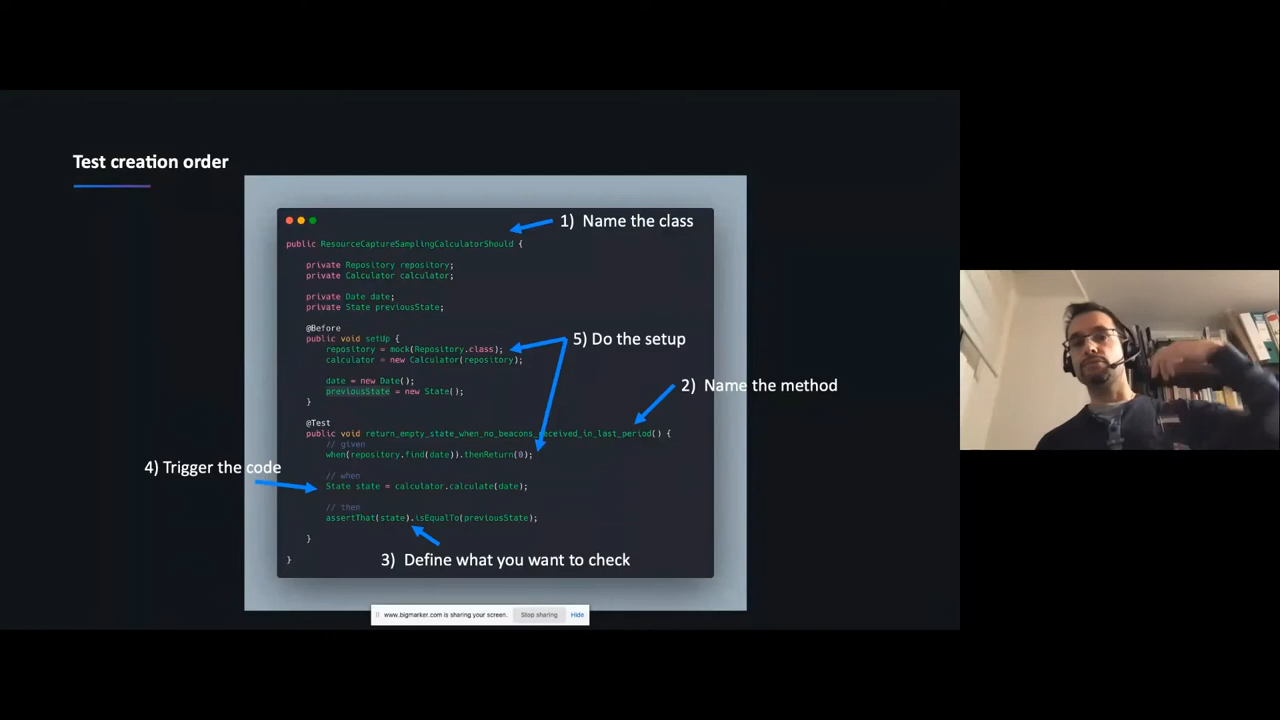 Test creation order
1) Name the class
public ResourceCaptureSamplingCalculatorShould {
private Repository repository;
private Calculator calculator;
private Date date;
private State previousState;
@Before
public void setUp {
repository = mock(Repository.class);
calculator = new Calculator(repository);
5) Do the setup
date = new Date();
previousState = new State();
}
2) Name the method
@Test
public void return_empty_state_when_no_beacons_received_in_last_period() {
// given
when(repository.find(date)).thenReturn(0);
4) Trigger the code
// when
State state = calculator.calculate(date);
// then
assertThat(state).isEqualTo(previousState);
}
3) Define what you want to check
}
www.bigmarker.com is sharing your screen. Stop sharing Hide